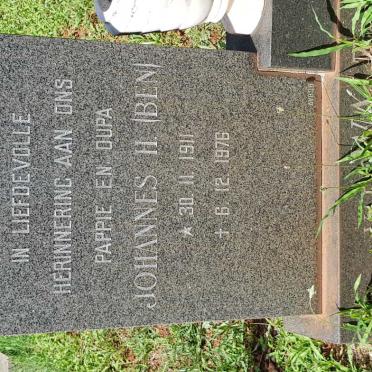 IN LIEFDEVOLLE
HERINNERING AAN ONS
PAPPIE EN OUPA
JOHANNES H. (BEN)
* 30. 11. 1911
+ 6. 12. 1976